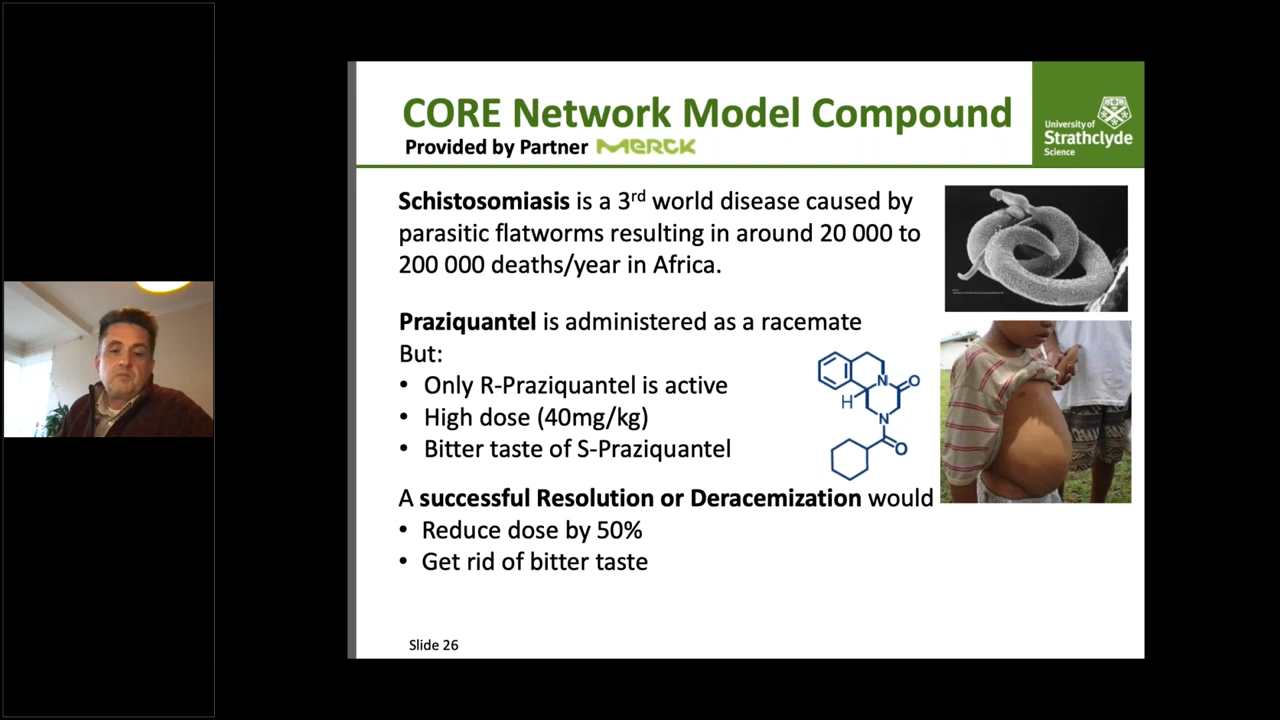 CORE Network Model Compound
Provided by Partner MERCK
University of
Strathclyde
Science
Schistosomiasis is a 3rd world disease caused by
parasitic flatworms resulting in around 20 000 to
200 000 deaths/year in Africa.
Praziquantel is administered as a racemate
But:
• Only R-Praziquantel is active
• High dose (40mg/kg)
• Bitter taste of S-Praziquantel
N
O
H
N
O
A successful Resolution or Deracemization would
• Reduce dose by 50%
• Get rid of bitter taste
Slide 26